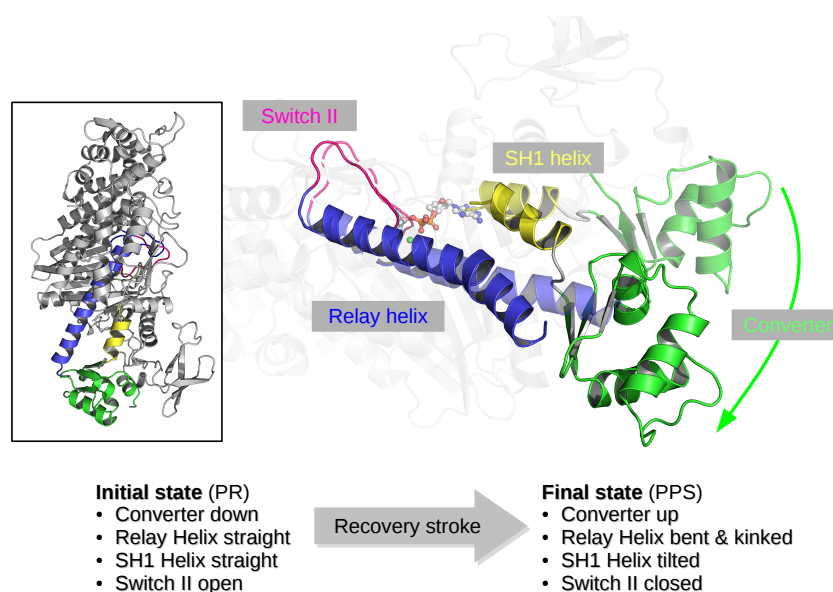 Switch II
SH1 helix
Relay helix
Converter
Initial state (PR)
• Converter down
• Relay Helix straight
• SH1 Helix straight
• Switch II open
Recovery stroke
Final state (PPS)
• Converter up
• Relay Helix bent & kinked
• SH1 Helix tilted
• Switch II closed